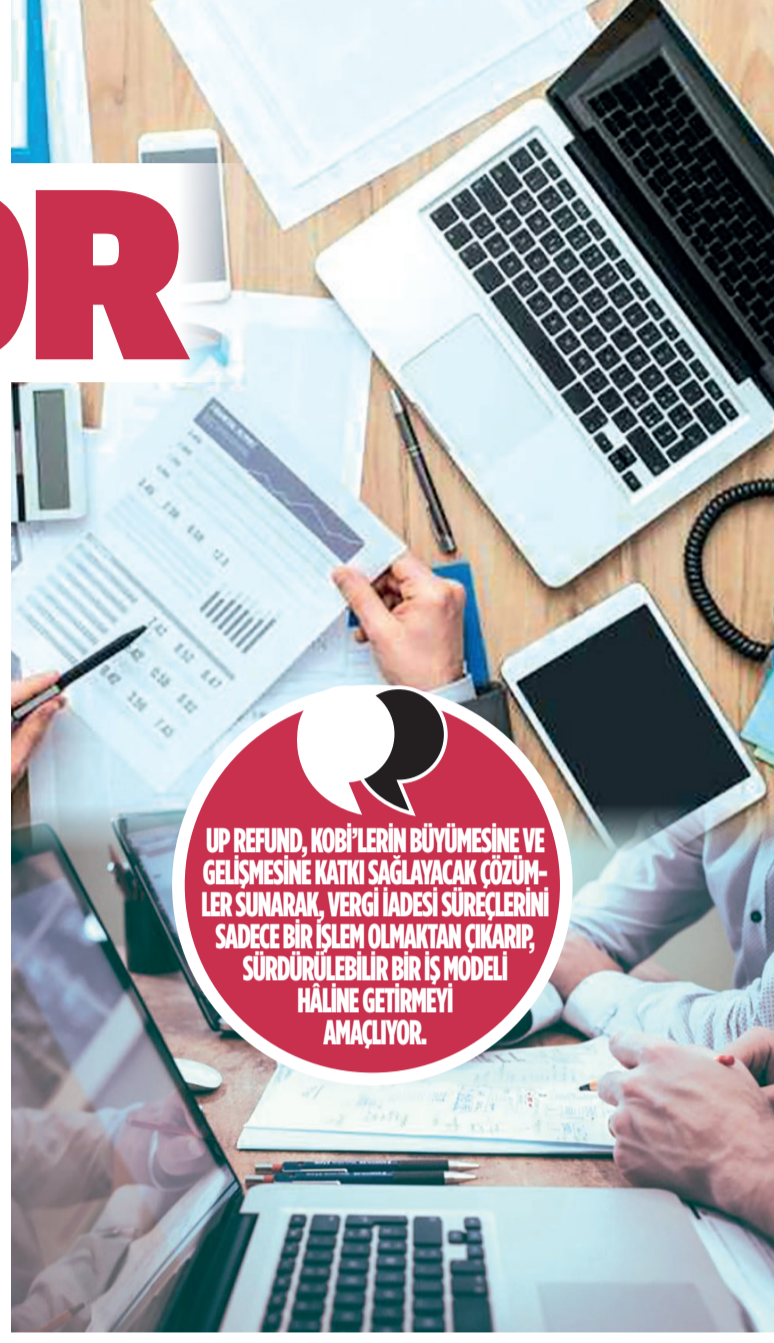 OR
UP REFUND, KOBİ’LERİN BÜYÜMESİNE VE
GELİŞMESİNE KATKI SAĞLAYACAK ÇÖZÜM-
LER SUNARAK, VERGİ İADESİ SÜREÇLERİNİ
SADECE BİR İŞLEM OLMAKTAN ÇIKARIP,
SÜRDÜRÜLEBİLİR BİR İŞ MODELİ
HÂLİNE GETİRMEYİ
AMAÇLIYOR.